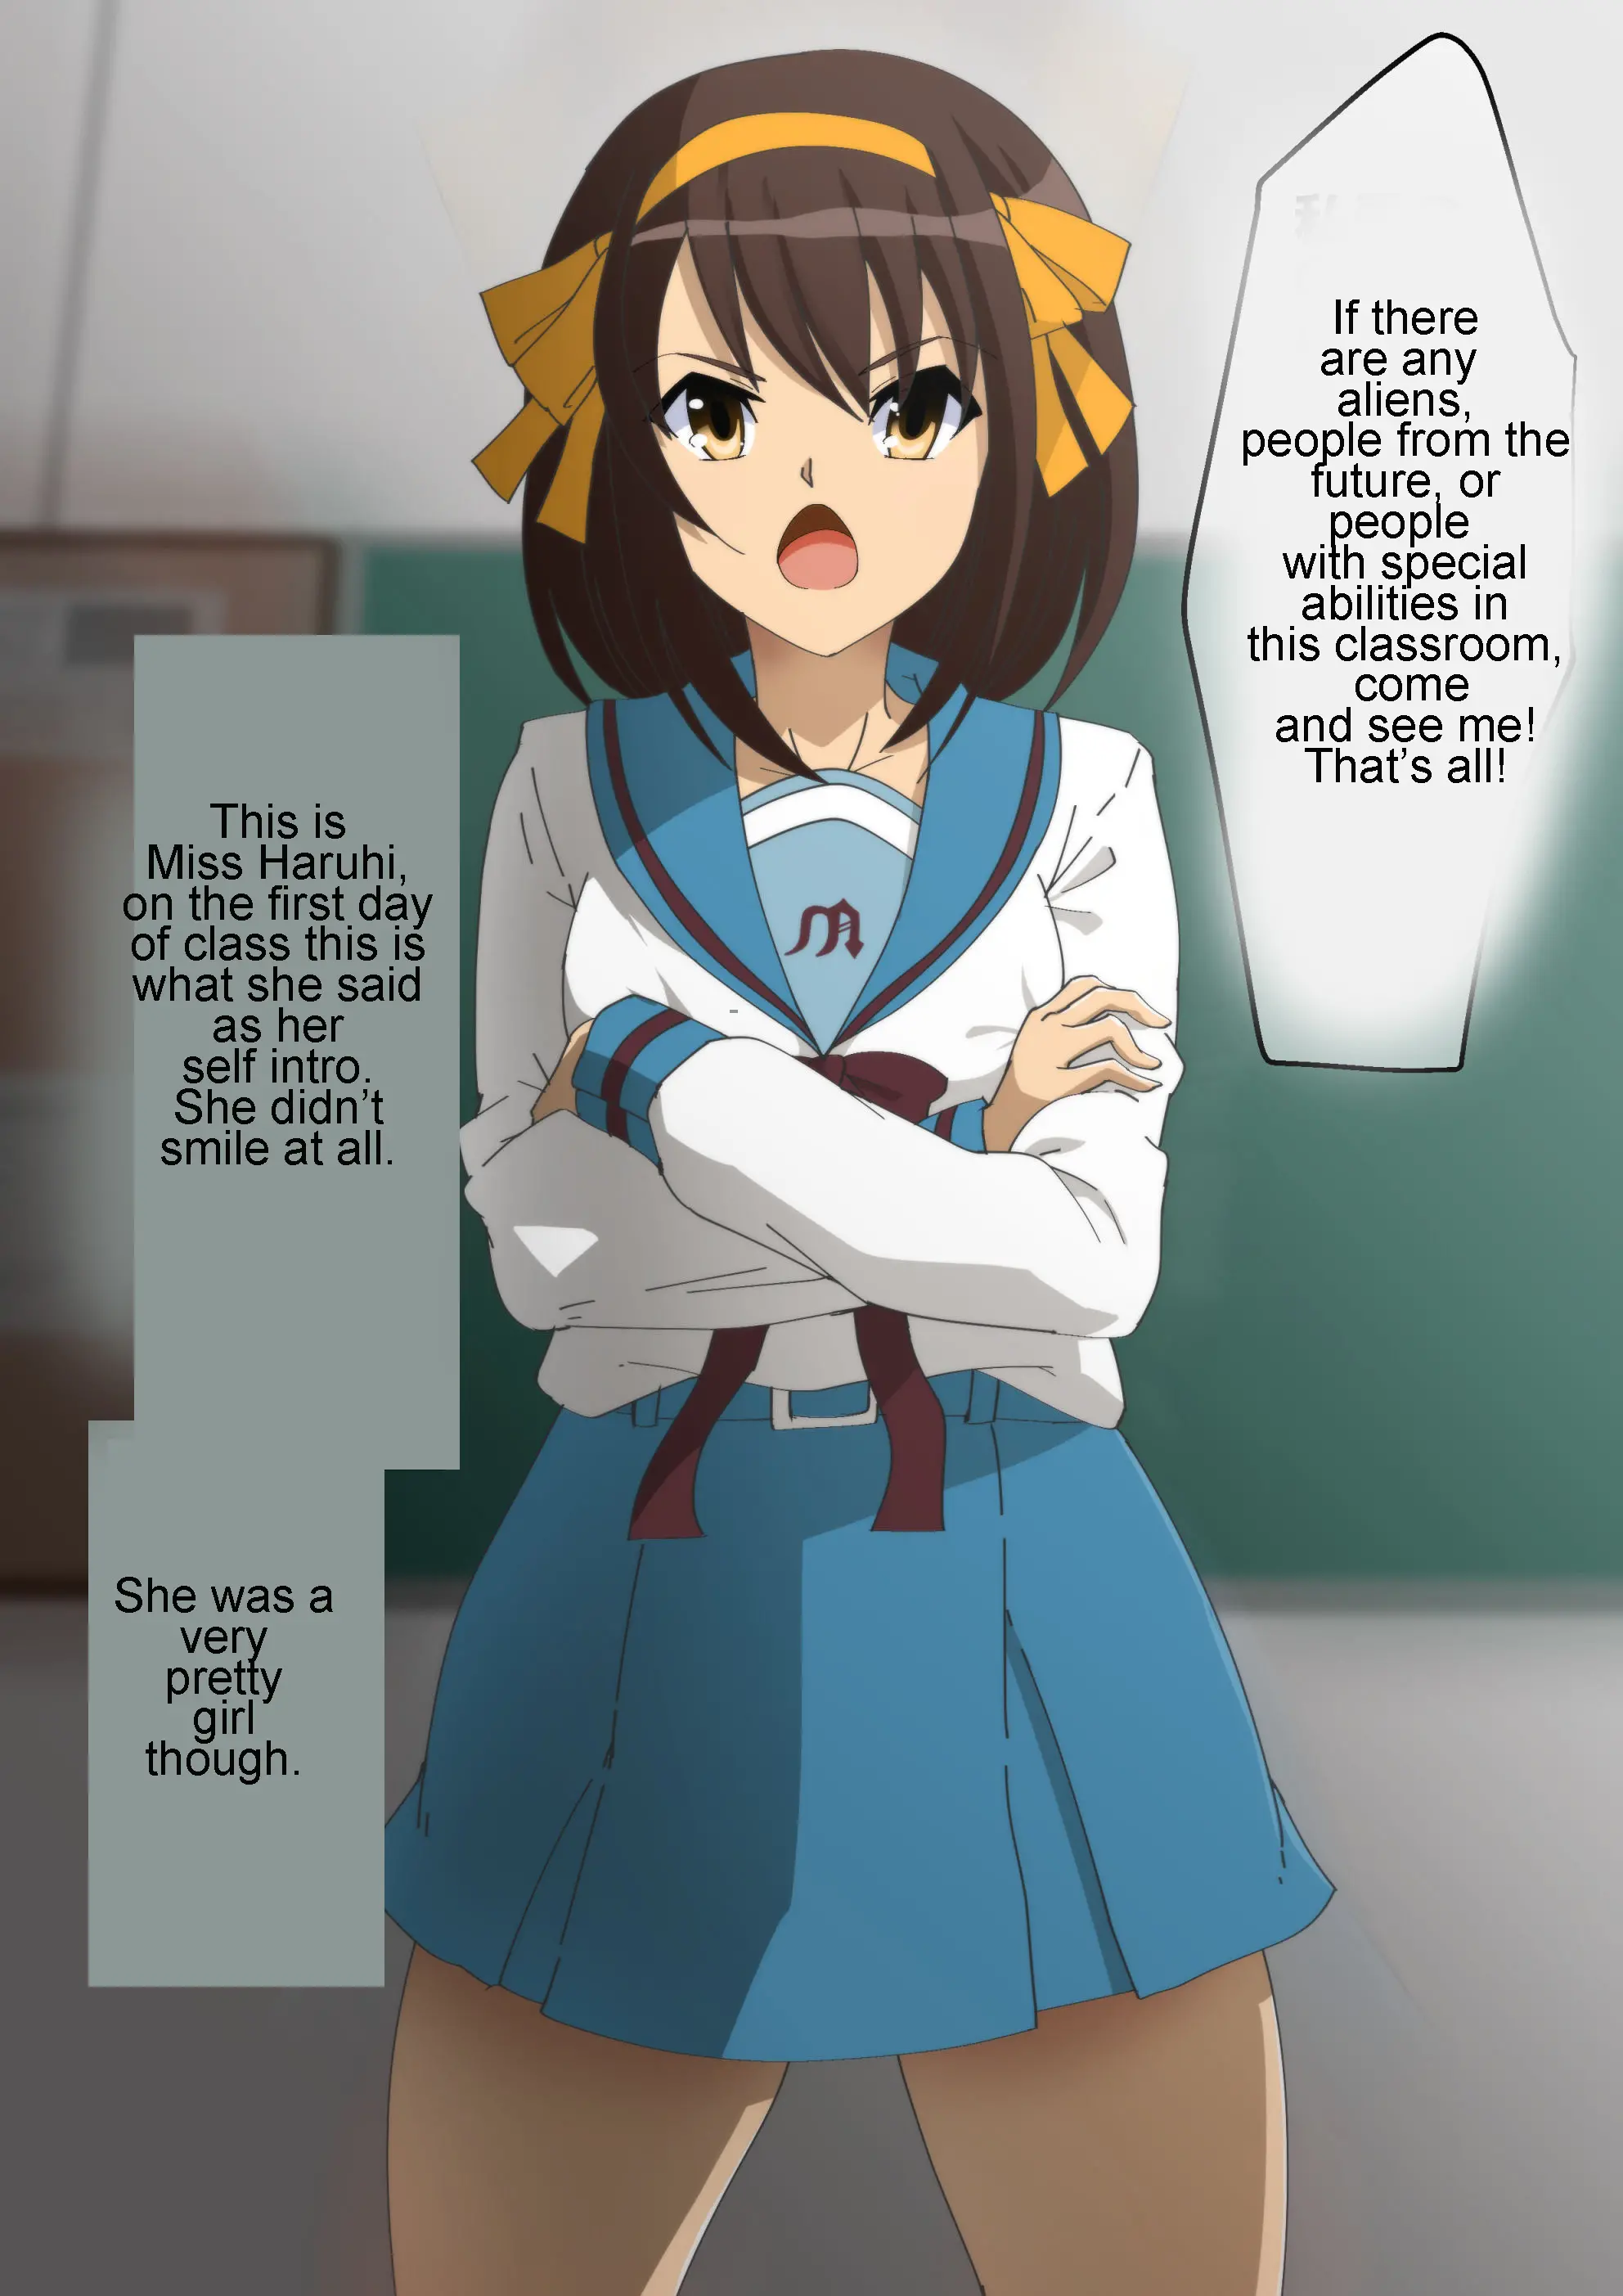 If there
are any
aliens,
people from the
future, or
people
with special
abilities in
this classroom,
come
and see me!
That's all!
This is
Miss Haruhi,
on the first day
of class this is
what she said
as her
self intro.
She didn't
smile at all.
She was a
very
pretty
girl
though.